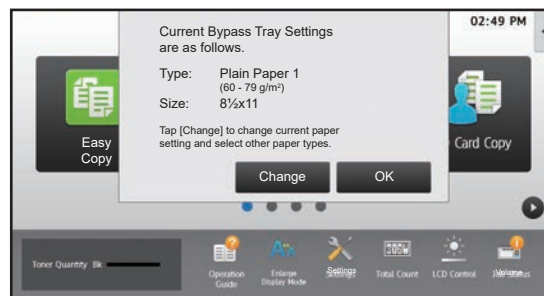 02:49 PM
Current Bypass Tray Settings
are as follows.
Type: Plain Paper 1
(60 - 79 g/m²)
Size: 8½x11
Tap [Change] to change current paper
setting and select other paper types.
Change OK
Easy
Copy
Card Copy
Toner Quantity Bk
Operation
Guide
Enlarge
Display Mode
Settings
Total Count
LCD Control